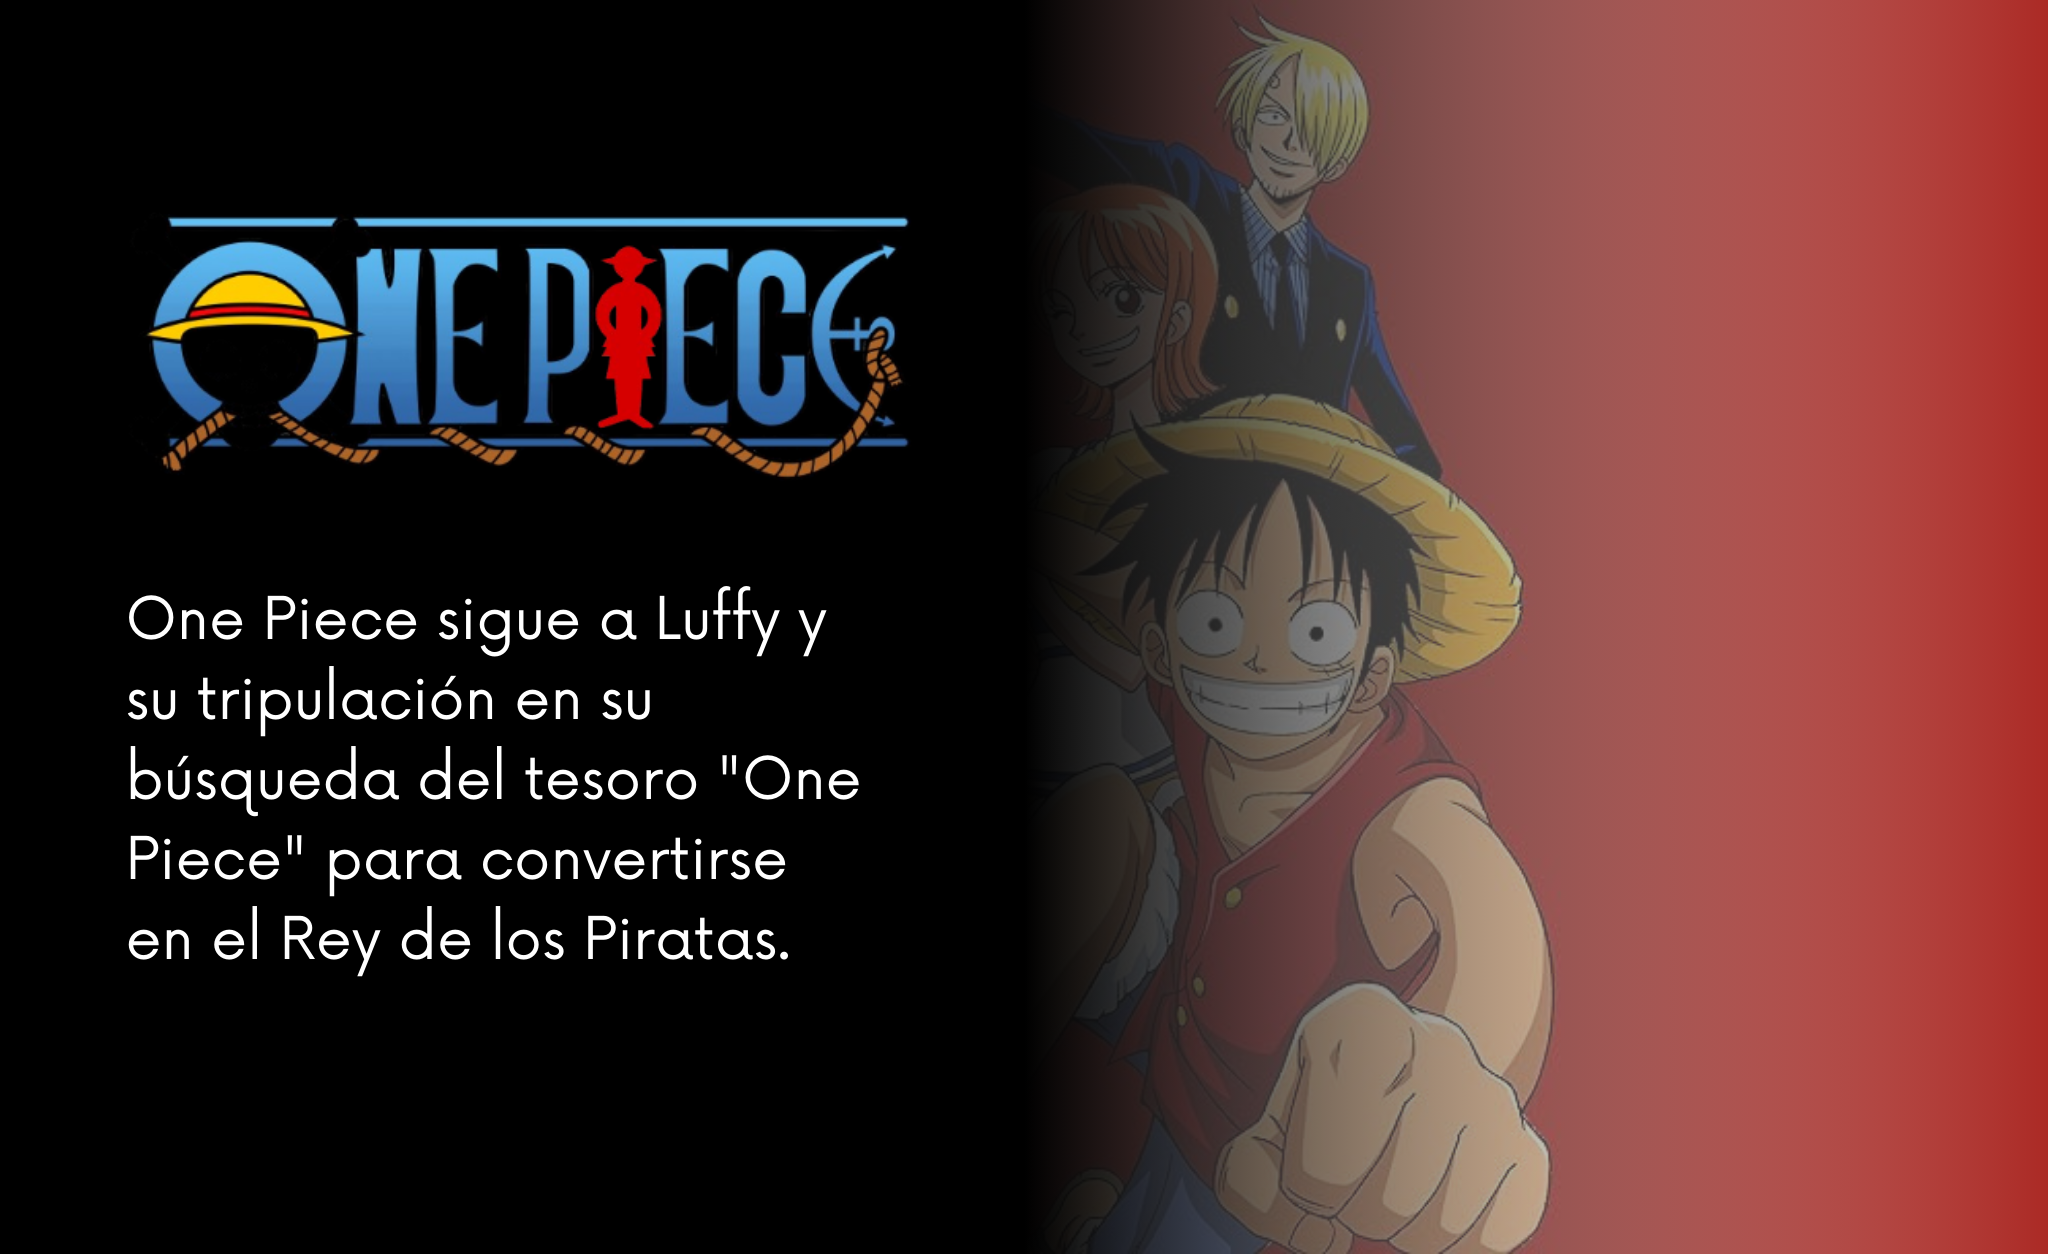 ONE PIECE
One Piece sigue a Luffy y
su tripulación en su
búsqueda del tesoro "One
Piece" para convertirse
en el Rey de los Piratas.